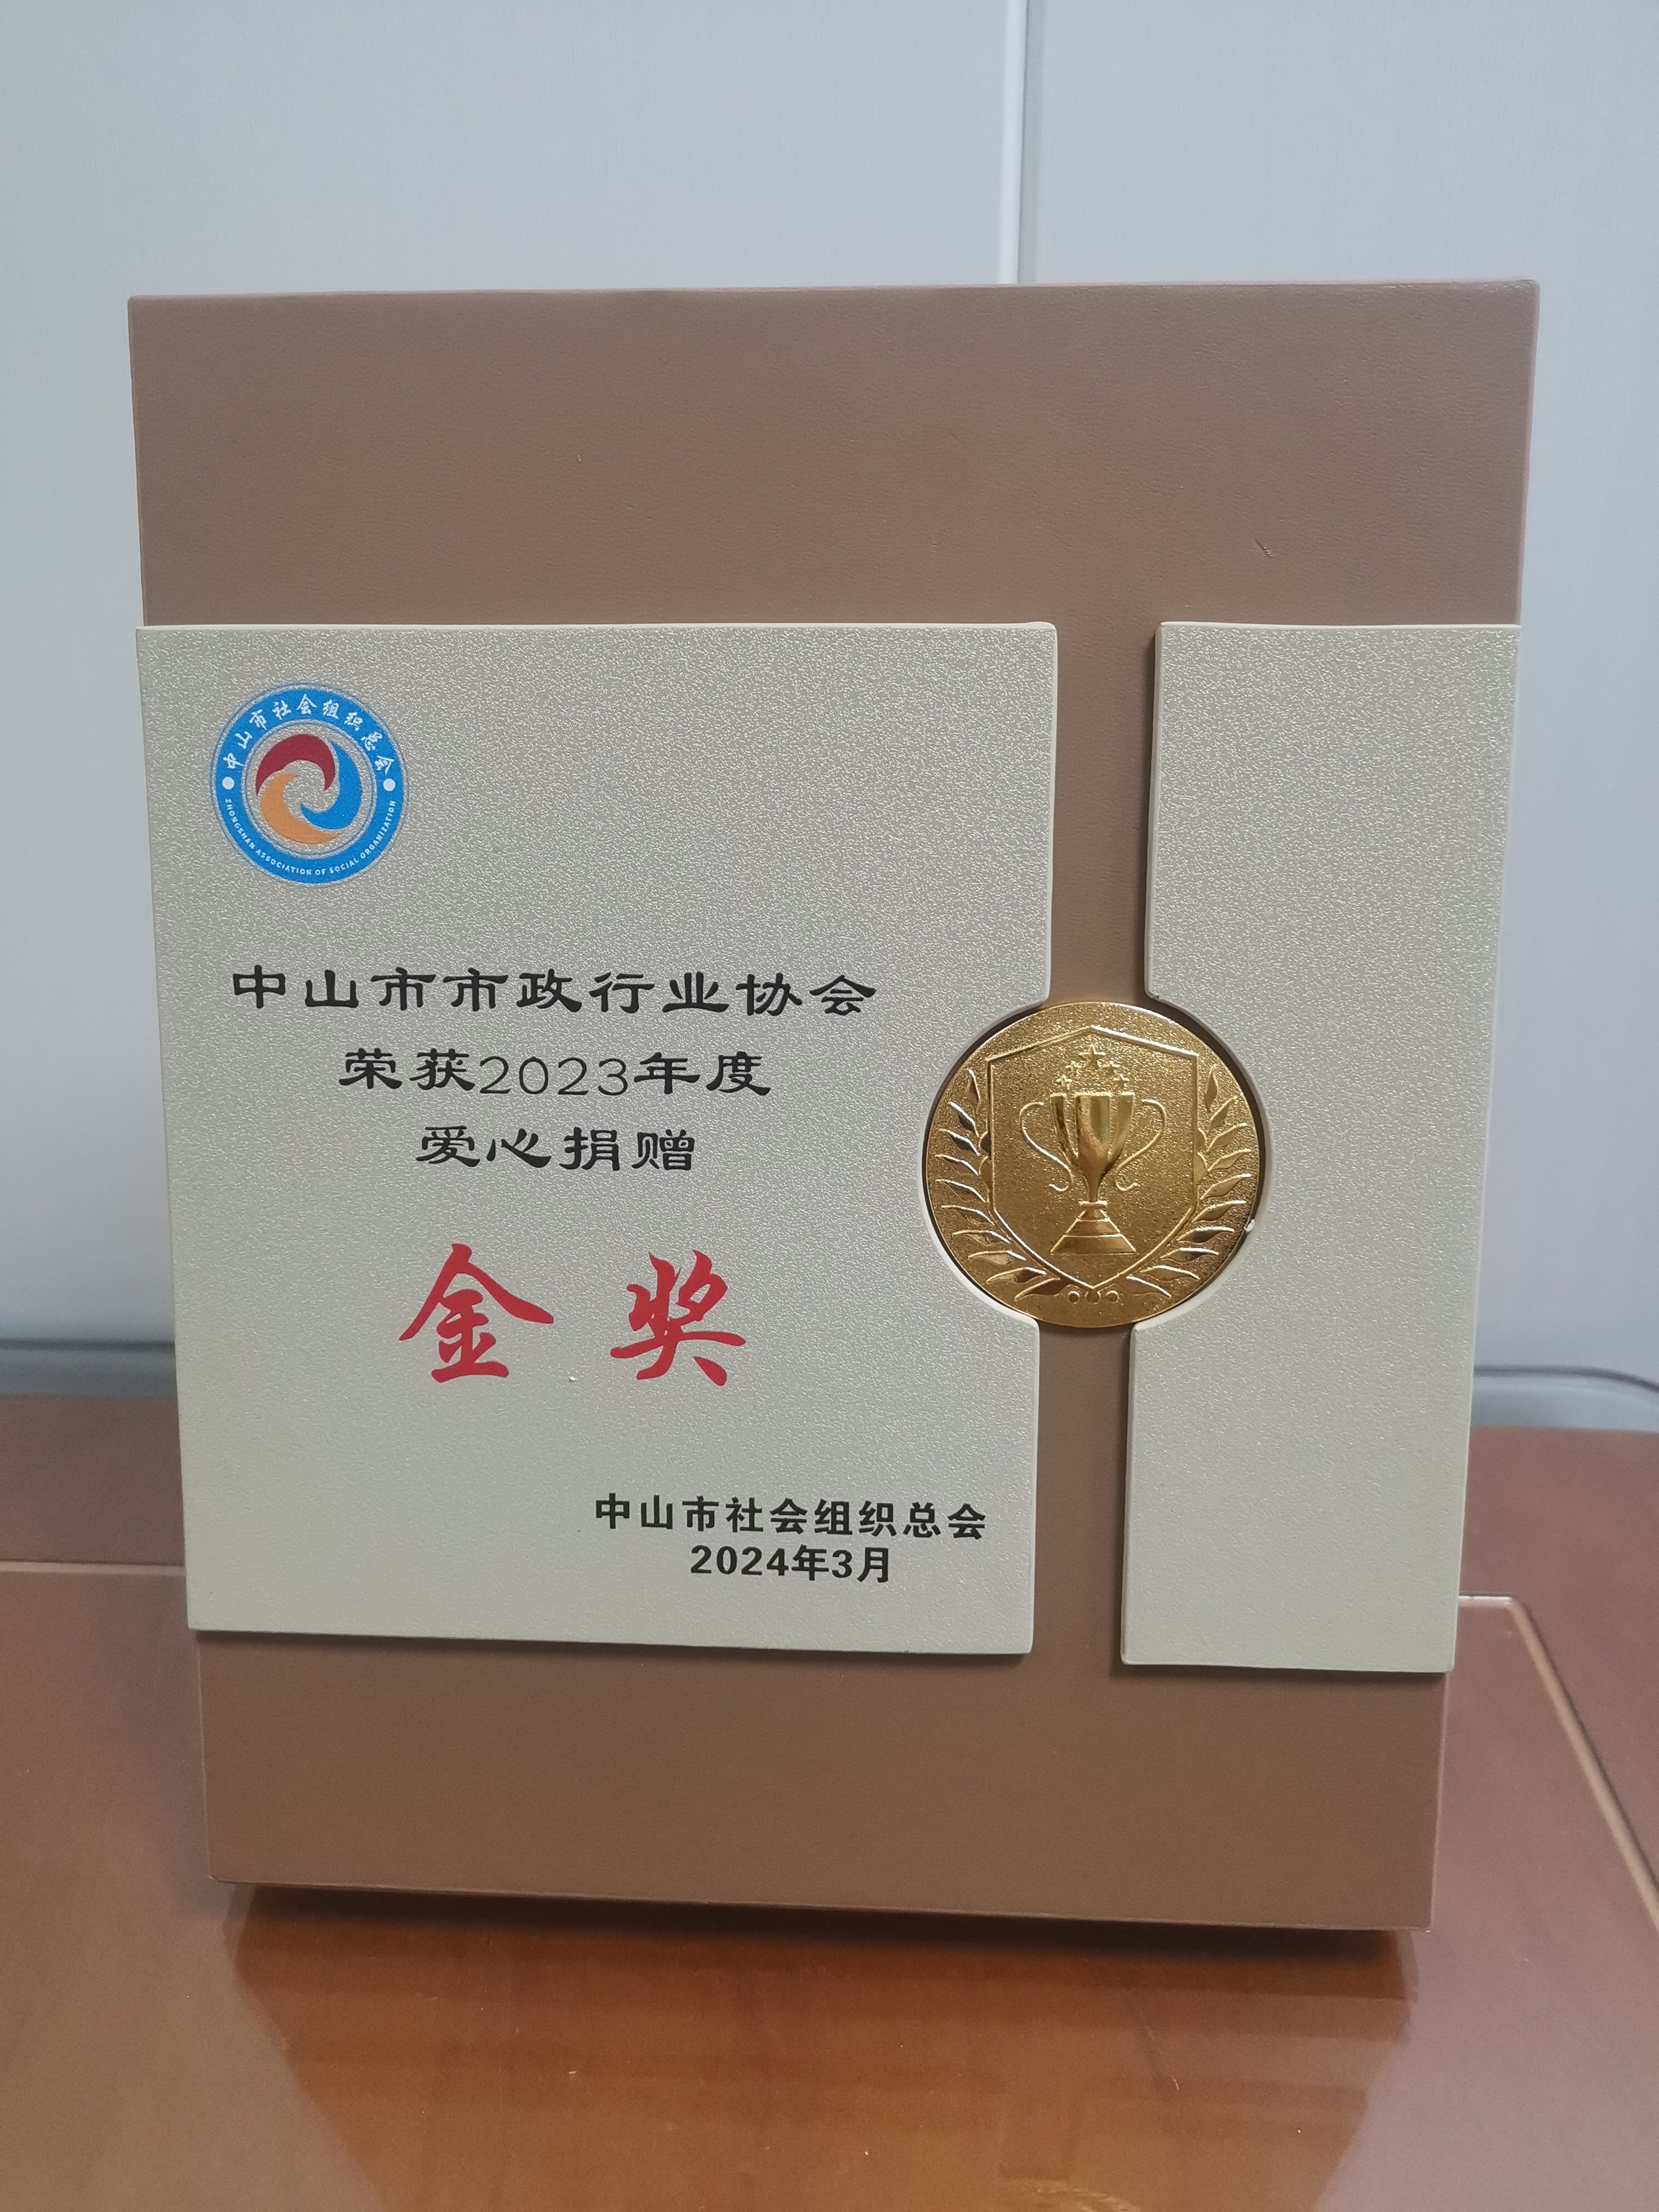 中山市社会组织总会
ZHONGSHAN ASSOCIATION OF SOCIAL ORGANIZATION
中山市市政行业协会
荣获2023年度
爱心捐赠
金奖
中山市社会组织总会
2024年3月